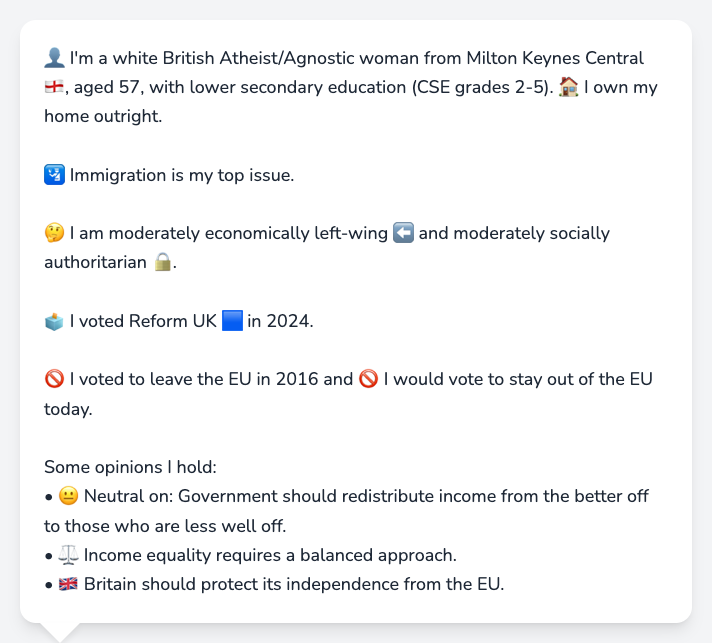 👤 I'm a white British Atheist/Agnostic woman from Milton Keynes Central
🏴󠁧󠁢󠁥󠁮󠁧󠁿, aged 57, with lower secondary education (CSE grades 2-5). 🏠 I own my
home outright.
🛂 Immigration is my top issue.
🤔 I am moderately economically left-wing ⬅️ and moderately socially
authoritarian 🔒.
🗳️ I voted Reform UK 🟦 in 2024.
🚫 I voted to leave the EU in 2016 and 🚫 I would vote to stay out of the EU
today.
Some opinions I hold:
• 😐 Neutral on: Government should redistribute income from the better off
to those who are less well off.
• ⚖️ Income equality requires a balanced approach.
• 🇬🇧 Britain should protect its independence from the EU.